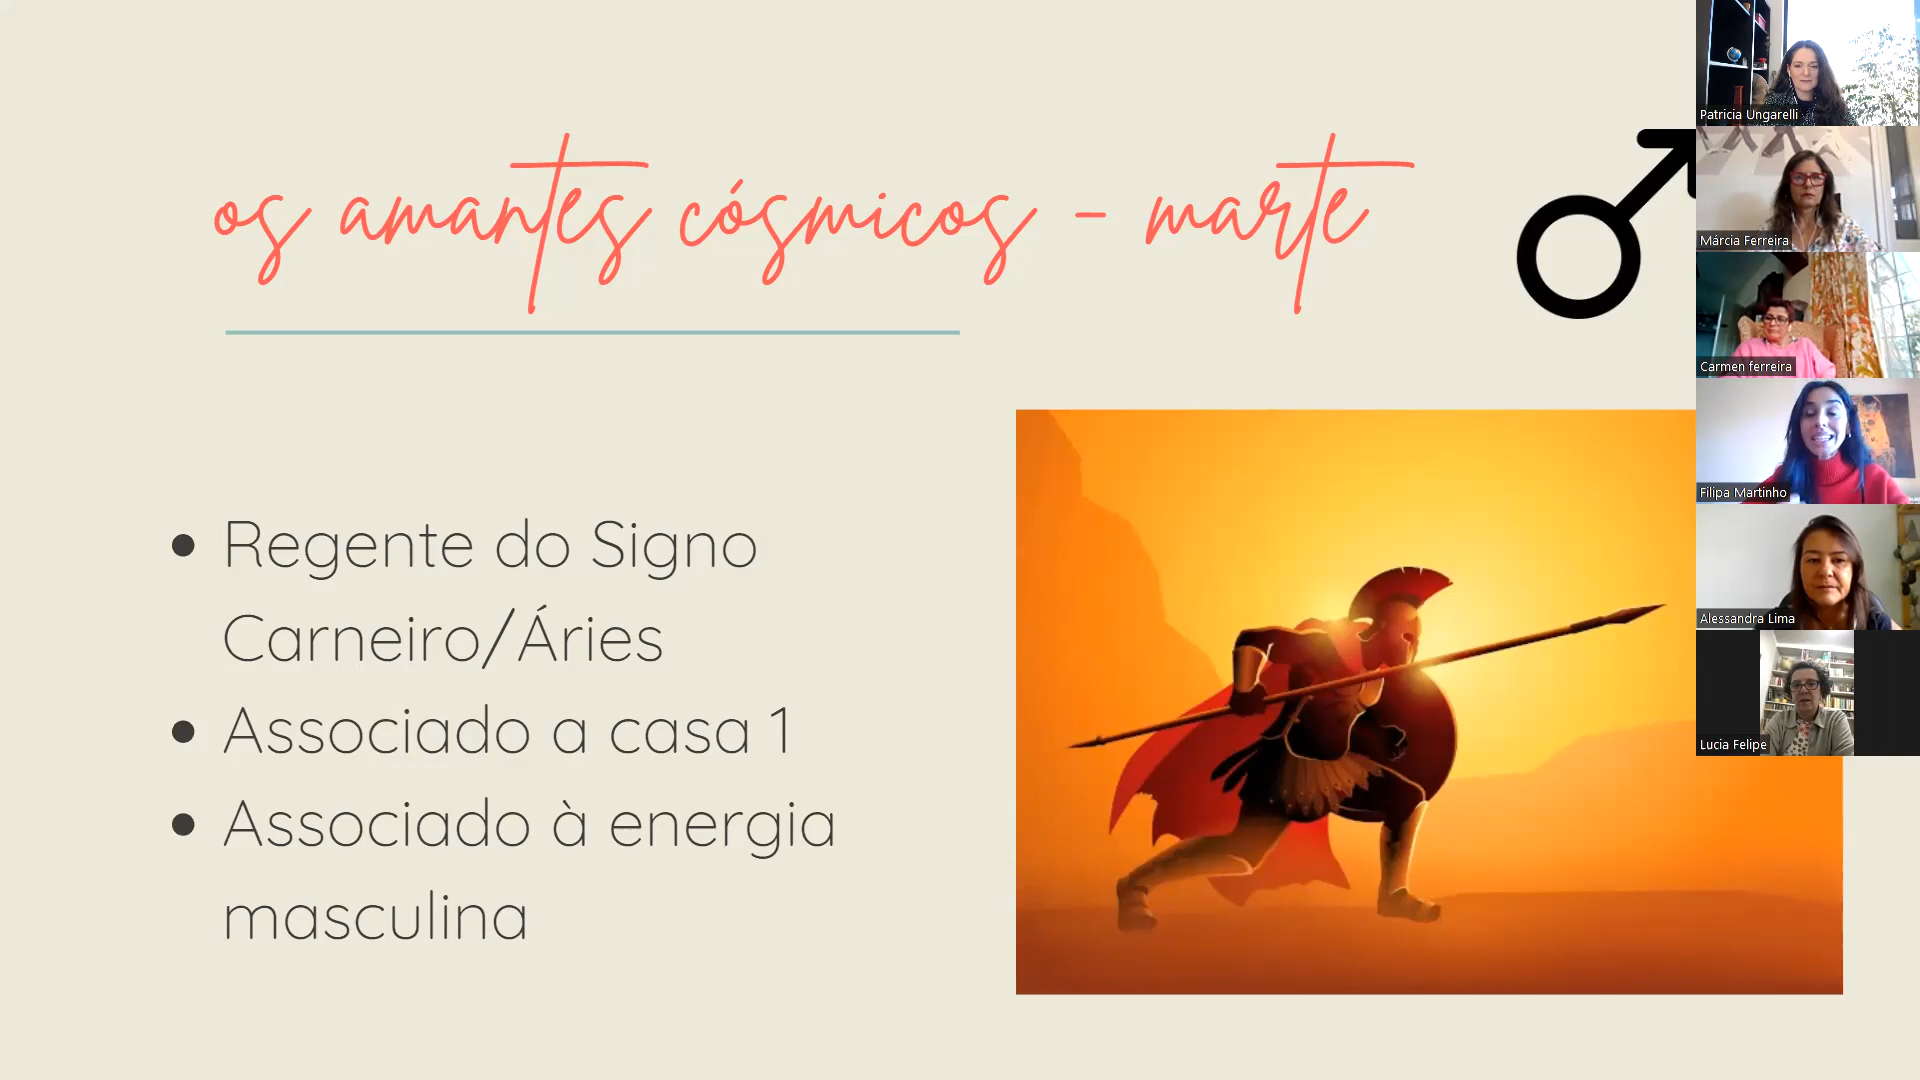 os amantes cósmicos - marte
Regente do Signo
Carneiro/Áries
Associado a casa 1
Associado à energia
masculina
Patricia Ungarelli
Márcia Ferreira
Carmen ferreira
Filipa Martinho
Alessandra Lima
Lucia Felipe